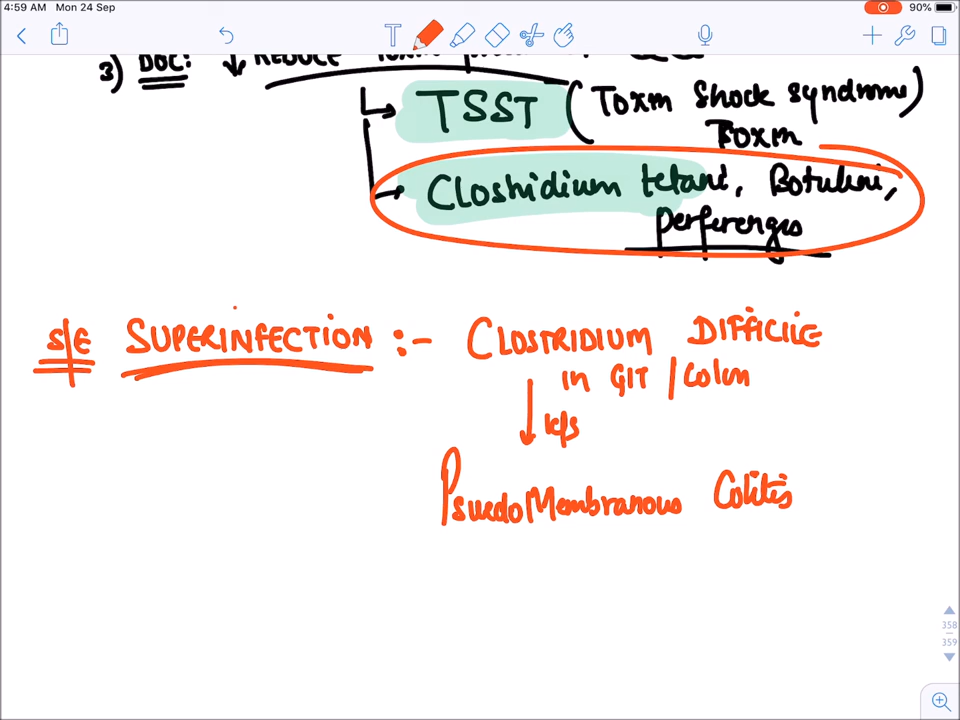 4:59 AM Mon 24 Sep
90%
3) DOC: ↓ REDUCE
→ TSST (Toxin Shock syndrome)
Toxin
→ Clostridium tetani, Botulini,
perferenges
S/E SUPERINFECTION :- CLOSTRIDIUM DIFFICILE
in GIT / Colon
↓
PsuedoMembranous Colitis
358
359